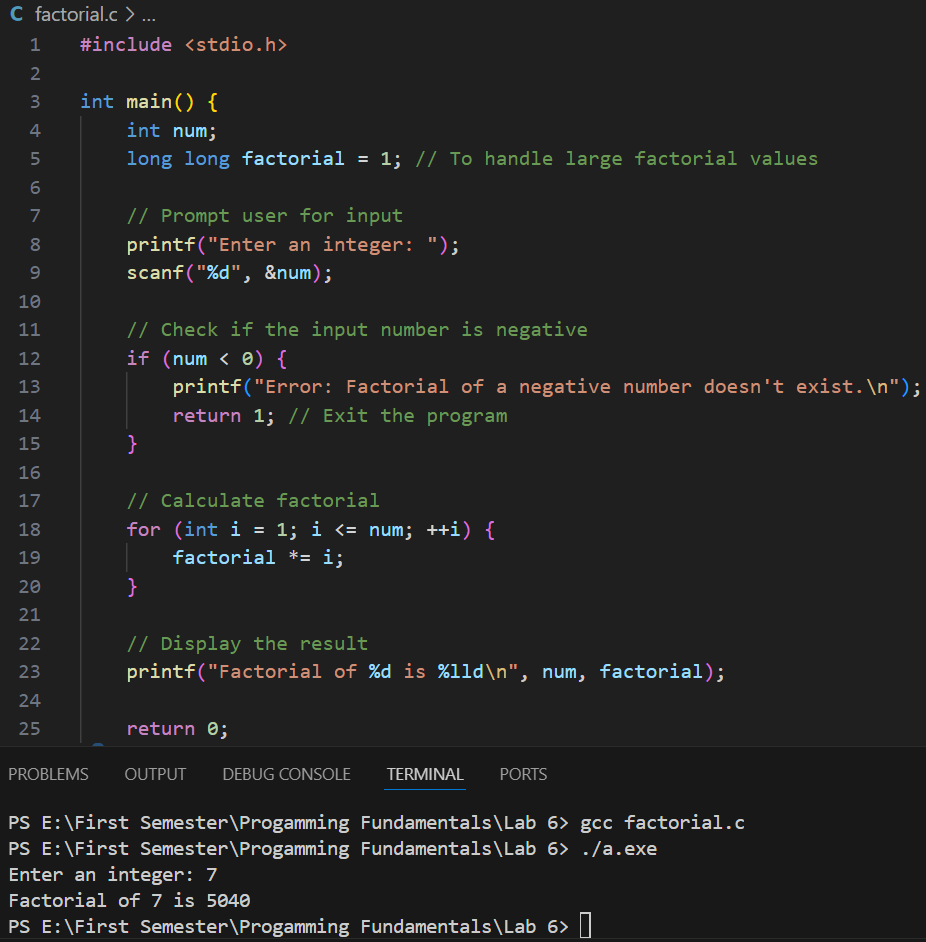 C factorial.c > ...
1 #include <stdio.h>
2
3 int main() {
4     int num;
5     long long factorial = 1; // To handle large factorial values
6
7     // Prompt user for input
8     printf("Enter an integer: ");
9     scanf("%d", &num);
10
11     // Check if the input number is negative
12     if (num < 0) {
13         printf("Error: Factorial of a negative number doesn't exist.\n");
14         return 1; // Exit the program
15     }
16
17     // Calculate factorial
18     for (int i = 1; i <= num; ++i) {
19         factorial *= i;
20     }
21
22     // Display the result
23     printf("Factorial of %d is %lld\n", num, factorial);
24
25     return 0;
PROBLEMS OUTPUT DEBUG CONSOLE TERMINAL PORTS
PS E:\First Semester\Progamming Fundamentals\Lab 6> gcc factorial.c
PS E:\First Semester\Progamming Fundamentals\Lab 6> ./a.exe
Enter an integer: 7
Factorial of 7 is 5040
PS E:\First Semester\Progamming Fundamentals\Lab 6>